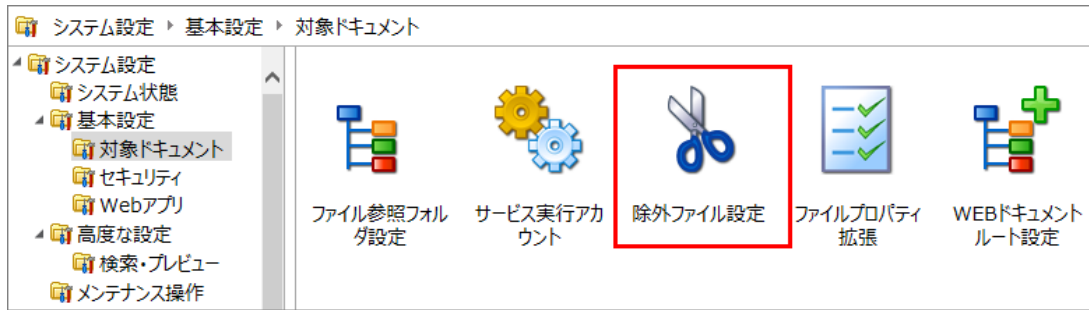 システム設定 ▸ 基本設定 ▸ 対象ドキュメント
システム設定
システム状態
基本設定
対象ドキュメント
セキュリティ
Webアプリ
高度な設定
検索・プレビュー
メンテナンス操作
ファイル参照フォル
ダ設定
サービス実行アカ
ウント
除外ファイル設定
ファイルプロパティ
拡張
WEBドキュメント
ルート設定